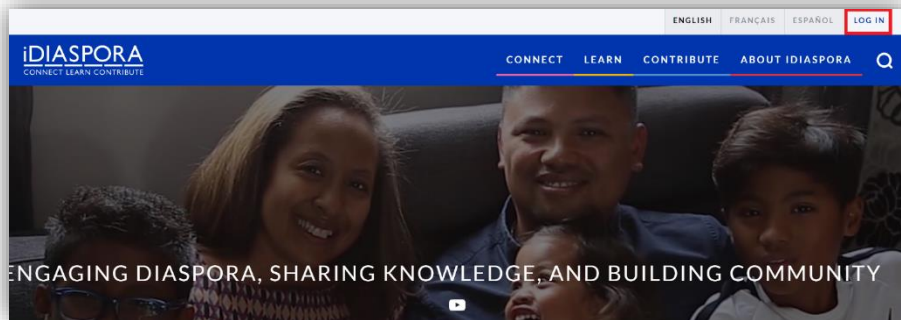 ENGLISH FRANÇAIS ESPAÑOL LOG IN
iDIASPORA
CONNECT LEARN CONTRIBUTE
CONNECT LEARN CONTRIBUTE ABOUT IDIASPORA
ENGAGING DIASPORA, SHARING KNOWLEDGE, AND BUILDING COMMUNITY